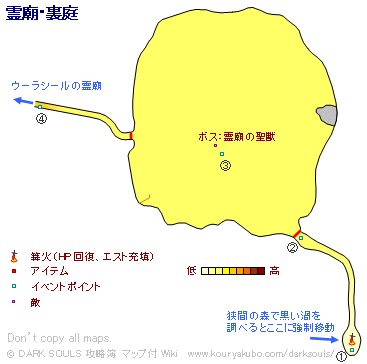 霊廟・裏庭
ウーラシールの霊廟
④
ボス：霊廟の聖獣
③
②
篝火（HP回復、エスト充填）
アイテム
イベントポイント
敵
低 高
狭間の森で黒い渦を
調べるとここに強制移動
①
Don't copy all maps.
© DARK SOULS 攻略簿 マップ付 Wiki www.kouryakubo.com/darksouls/